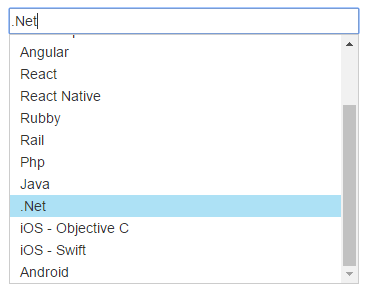 .Net
Angular
React
React Native
Rubby
Rail
Php
Java
.Net
iOS - Objective C
iOS - Swift
Android